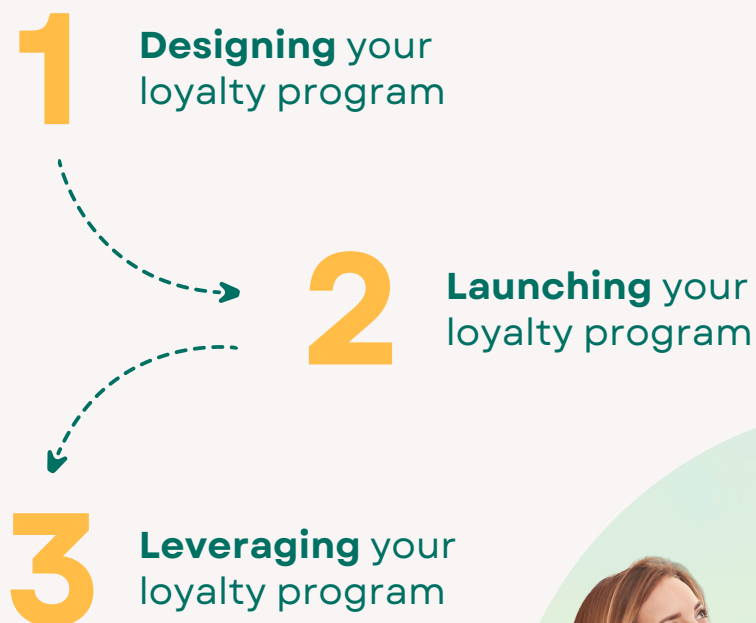 1
Designing your
loyalty program
2
Launching your
loyalty program
3
Leveraging your
loyalty program